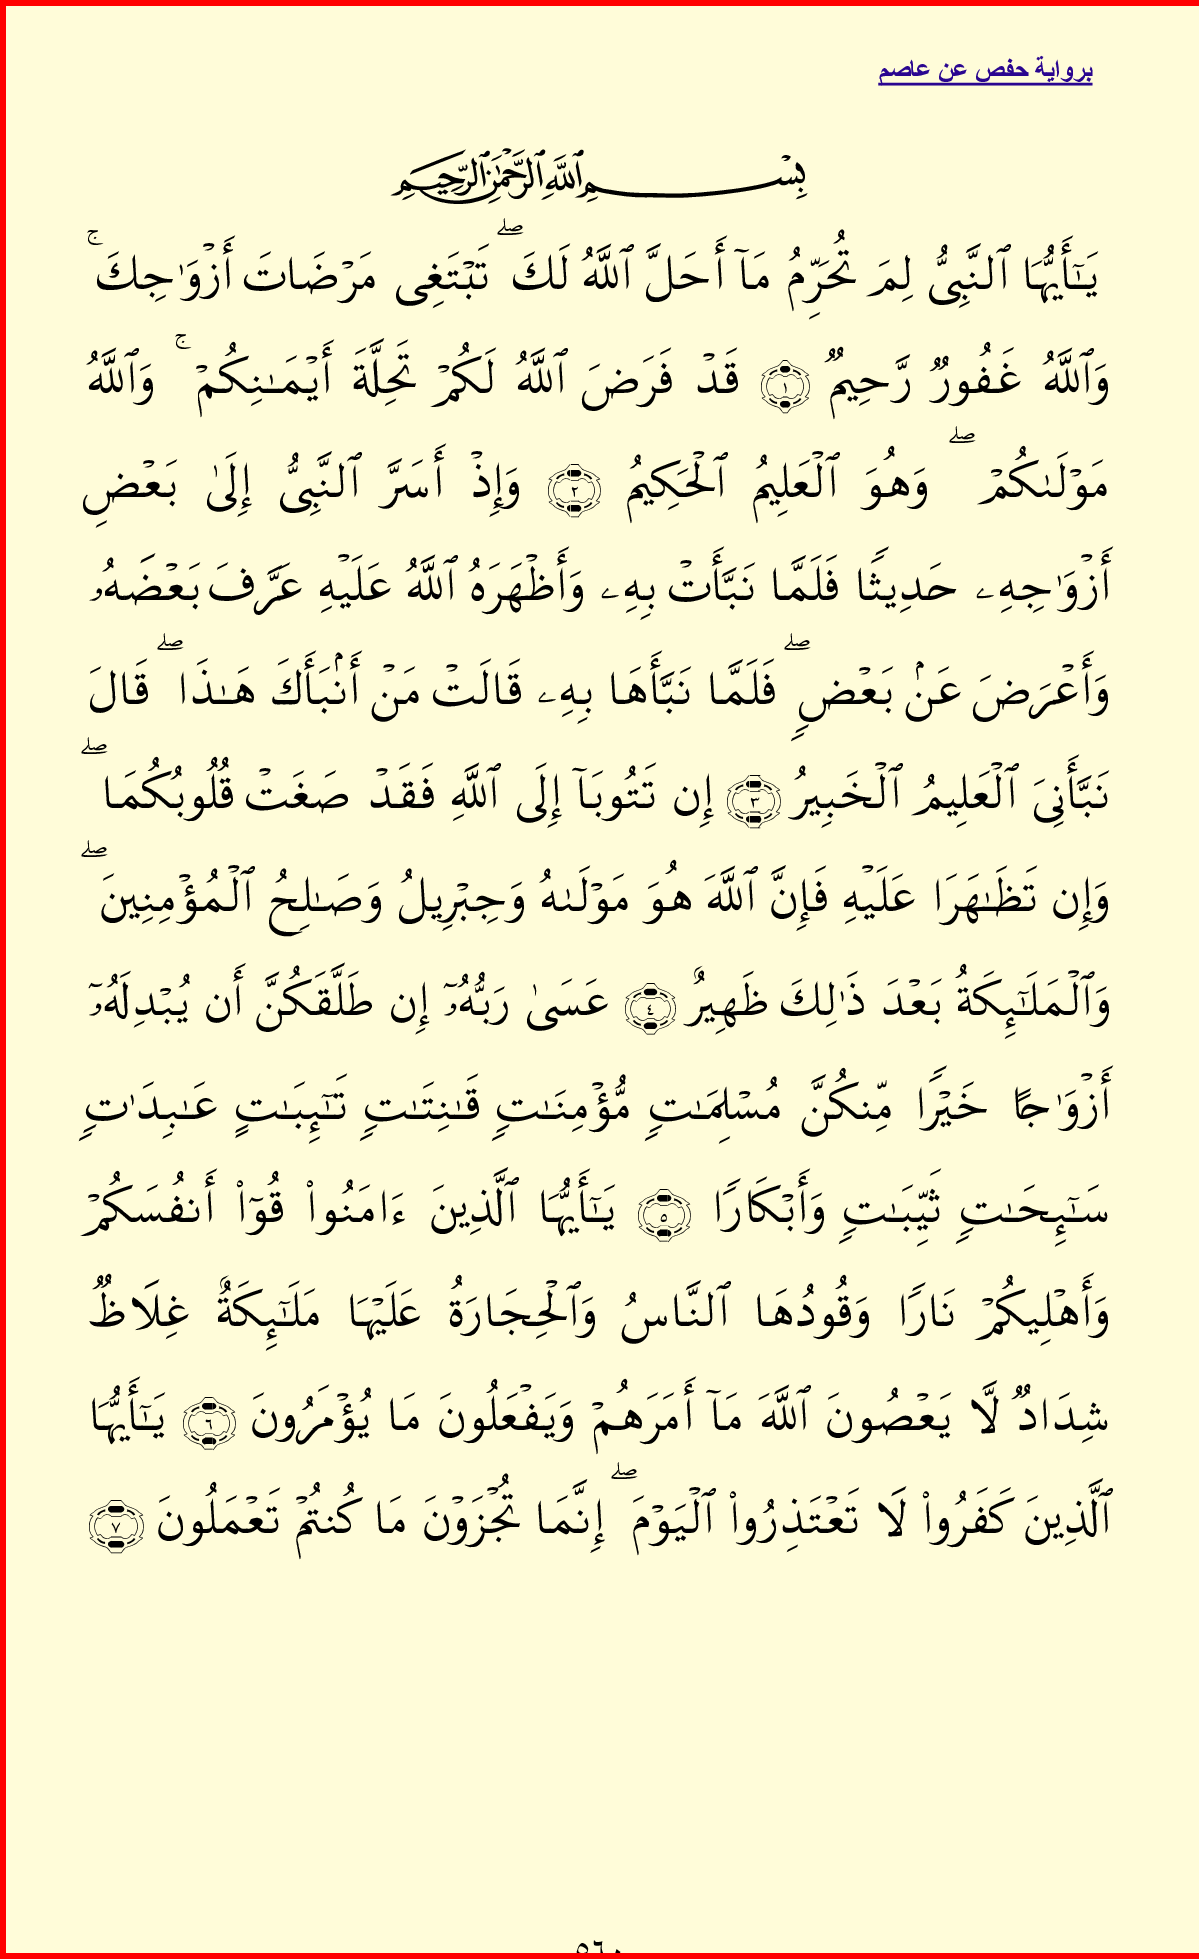 برواية حفص عن عاصم
بِسْمِ ٱللَّهِ ٱلرَّحْمَٰنِ ٱلرَّحِيمِ
يَـٰٓأَيُّهَا ٱلنَّبِىُّ لِمَ تُحَرِّمُ مَآ أَحَلَّ ٱللَّهُ لَكَ ۖ تَبْتَغِى مَرْضَاتَ أَزْوَٰجِكَ ۚ
وَٱللَّهُ غَفُورٌ رَّحِيمٌ ١ قَدْ فَرَضَ ٱللَّهُ لَكُمْ تَحِلَّةَ أَيْمَـٰنِكُمْ ۚ وَٱللَّهُ
مَوْلَىٰكُمْ ۖ وَهُوَ ٱلْعَلِيمُ ٱلْحَكِيمُ ٢ وَإِذْ أَسَرَّ ٱلنَّبِىُّ إِلَىٰ بَعْضِ
أَزْوَٰجِهِۦ حَدِيثًا فَلَمَّا نَبَّأَتْ بِهِۦ وَأَظْهَرَهُ ٱللَّهُ عَلَيْهِ عَرَّفَ بَعْضَهُۥ
وَأَعْرَضَ عَنۢ بَعْضٍ ۖ فَلَمَّا نَبَّأَهَا بِهِۦ قَالَتْ مَنْ أَنۢبَأَكَ هَـٰذَا ۖ قَالَ
نَبَّأَنِىَ ٱلْعَلِيمُ ٱلْخَبِيرُ ٣ إِن تَتُوبَآ إِلَى ٱللَّهِ فَقَدْ صَغَتْ قُلُوبُكُمَا ۖ
وَإِن تَظَـٰهَرَا عَلَيْهِ فَإِنَّ ٱللَّهَ هُوَ مَوْلَىٰهُ وَجِبْرِيلُ وَصَـٰلِحُ ٱلْمُؤْمِنِينَ ۖ
وَٱلْمَلَـٰٓئِكَةُ بَعْدَ ذَٰلِكَ ظَهِيرٌ ٤ عَسَىٰ رَبُّهُۥٓ إِن طَلَّقَكُنَّ أَن يُبْدِلَهُۥٓ
أَزْوَٰجًا خَيْرًا مِّنكُنَّ مُسْلِمَـٰتٍ مُّؤْمِنَـٰتٍ قَـٰنِتَـٰتٍ تَـٰٓئِبَـٰتٍ عَـٰبِدَٰتٍ
سَـٰٓئِحَـٰتٍ ثَيِّبَـٰتٍ وَأَبْكَارًا ٥ يَـٰٓأَيُّهَا ٱلَّذِينَ ءَامَنُوا۟ قُوٓا۟ أَنفُسَكُمْ
وَأَهْلِيكُمْ نَارًا وَقُودُهَا ٱلنَّاسُ وَٱلْحِجَارَةُ عَلَيْهَا مَلَـٰٓئِكَةٌ غِلَاظٌ
شِدَادٌ لَّا يَعْصُونَ ٱللَّهَ مَآ أَمَرَهُمْ وَيَفْعَلُونَ مَا يُؤْمَرُونَ ٦ يَـٰٓأَيُّهَا
ٱلَّذِينَ كَفَرُوا۟ لَا تَعْتَذِرُوا۟ ٱلْيَوْمَ ۖ إِنَّمَا تُجْزَوْنَ مَا كُنتُمْ تَعْمَلُونَ ٧
٥٦٠